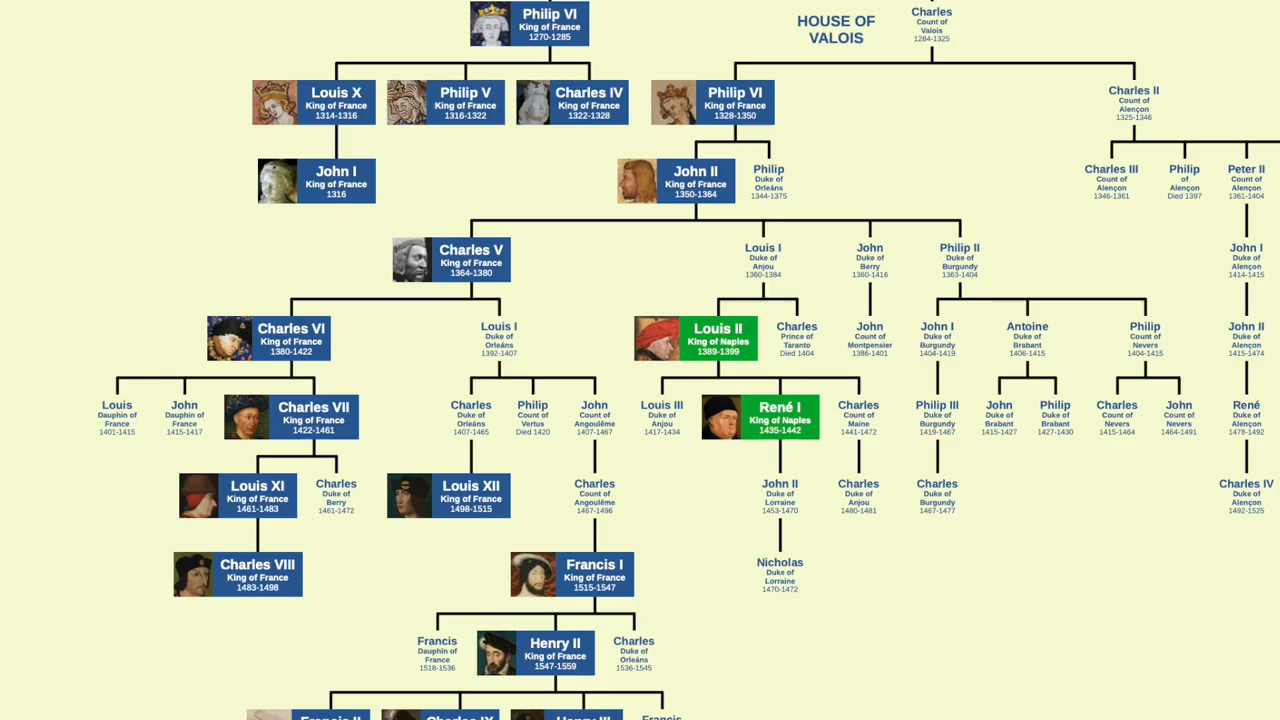 Philip VI
King of France
1270-1285
HOUSE OF
VALOIS
Charles
Count of
Valois
1284-1325
Louis X
King of France
1314-1316
Philip V
King of France
1316-1322
Charles IV
King of France
1322-1328
Philip VI
King of France
1328-1350
Charles II
Count of
Alençon
1325-1346
John I
King of France
1316
John II
King of France
1350-1364
Philip
Duke of
Orleáns
1344-1375
Charles III
Count of
Alençon
1346-1361
Philip
of
Alençon
Died 1397
Peter II
Count of
Alençon
1361-1404
Charles V
King of France
1364-1380
Louis I
Duke of
Anjou
1360-1384
John
Duke of
Berry
1360-1416
Philip II
Duke of
Burgundy
1363-1404
John I
Duke of
Alençon
1414-1415
Charles VI
King of France
1380-1422
Louis I
Duke of
Orleáns
1392-1407
Louis II
King of Naples
1389-1399
Charles
Prince of
Taranto
Died 1404
John
Count of
Montpensier
1386-1401
John I
Duke of
Burgundy
1404-1419
Antoine
Duke of
Brabant
1406-1415
Philip
Count of
Nevers
1404-1415
John II
Duke of
Alençon
1415-1474
Louis
Dauphin of
France
1401-1415
John
Dauphin of
France
1415-1417
Charles VII
King of France
1422-1461
Charles
Duke of
Orleáns
1407-1465
Philip
Count of
Vertus
Died 1420
John
Count of
Angoulême
1407-1467
Louis III
Duke of
Anjou
1417-1434
René I
King of Naples
1435-1442
Charles
Count of
Maine
1441-1472
Philip III
Duke of
Burgundy
1419-1467
John
Duke of
Brabant
1415-1427
Philip
Duke of
Brabant
1427-1430
Charles
Count of
Nevers
1415-1464
John
Count of
Nevers
1464-1491
René
Duke of
Alençon
1478-1492
Louis XI
King of France
1461-1483
Charles
Duke of
Berry
1461-1472
Louis XII
King of France
1498-1515
Charles
Count of
Angoulême
1467-1496
John II
Duke of
Lorraine
1453-1470
Charles
Duke of
Anjou
1480-1481
Charles
Duke of
Burgundy
1467-1477
Charles IV
Duke of
Alençon
1492-1525
Charles VIII
King of France
1483-1498
Francis I
King of France
1515-1547
Nicholas
Duke of
Lorraine
1470-1472
Francis
Dauphin of
France
1518-1536
Henry II
King of France
1547-1559
Charles
Duke of
Orleáns
1536-1545
Francis II
Charles IX
Henry III
Francis